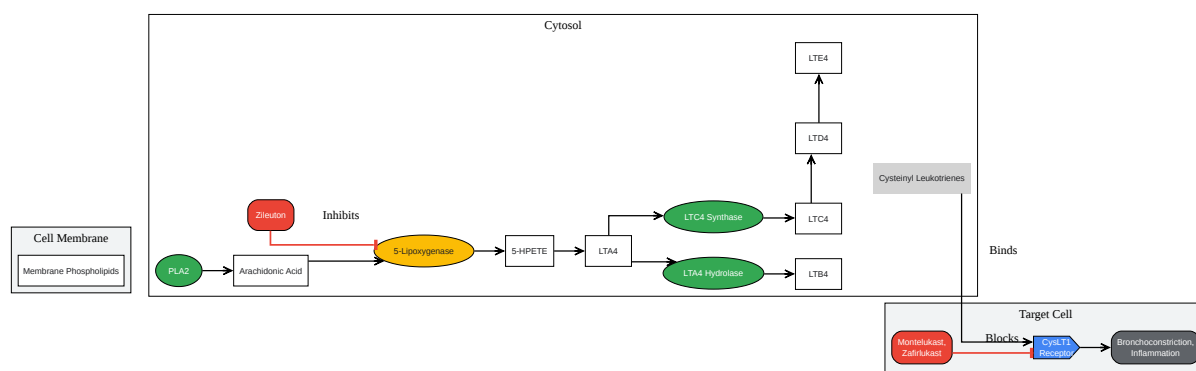 Cytosol
LTE4
LTD4
Cysteinyl Leukotrienes
Zileuton
Inhibits
LTC4 Synthase
LTC4
Cell Membrane
Membrane Phospholipids
PLA2
Arachidonic Acid
5-Lipoxygenase
5-HPETE
LTA4
LTA4 Hydrolase
LTB4
Binds
Target Cell
Montelukast,
Zafirlukast
Blocks
CysLT1
Receptor
Bronchoconstriction,
Inflammation